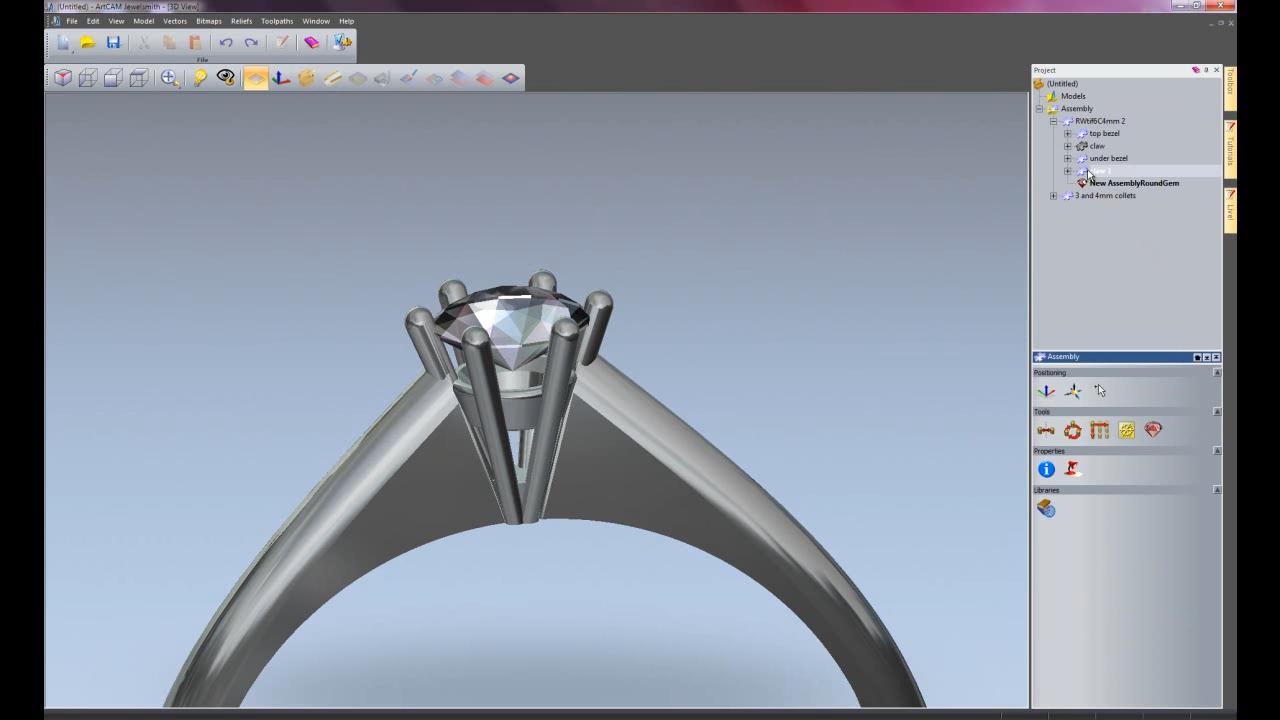 (Untitled) - ArtCAM Jewelsmith - [3D View]
File Edit View Model Vectors Bitmaps Reliefs Toolpaths Window Help
File
Project
(Untitled)
Models
Assembly
RWtif6C4mm 2
top bezel
claw
under bezel
New AssemblyRoundGem
3 and 4mm collets
Assembly
Positioning
Tools
Properties
Libraries
Toolbox
Tutorials
Live!